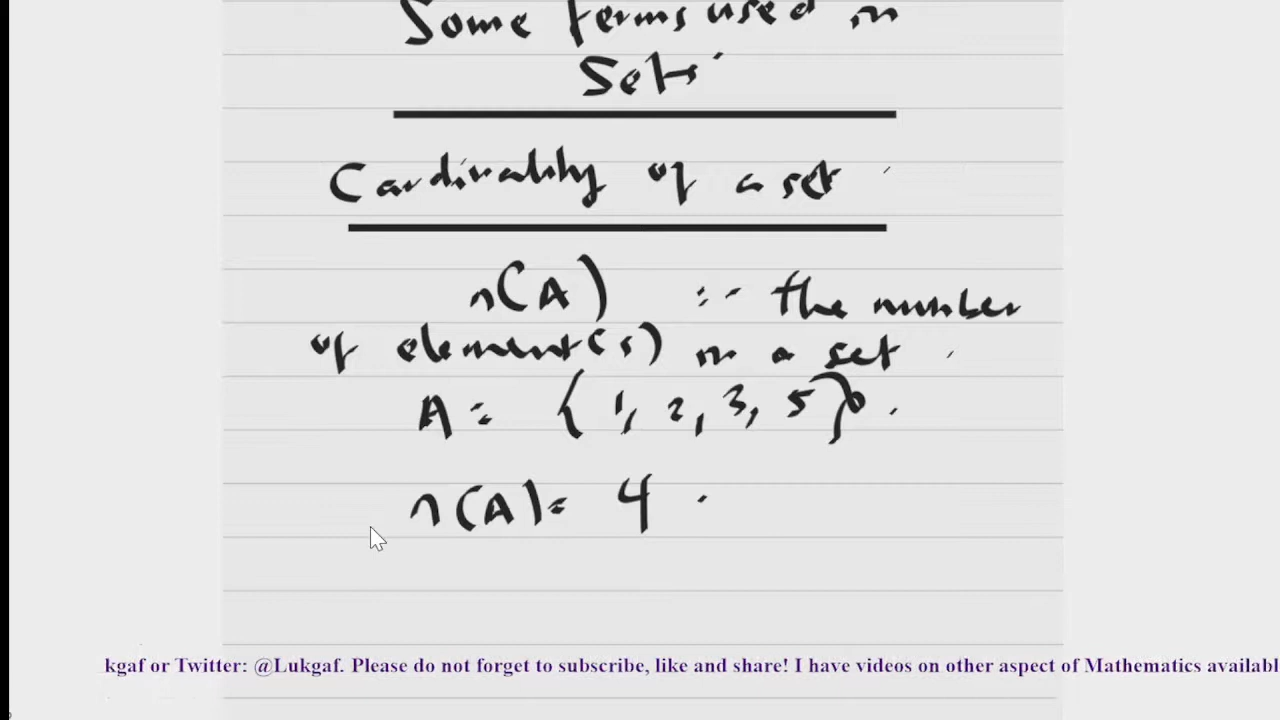 Some terms used in
Sets.
Cardinality of a set.
n(A) :- the number
of element(s) in a set.
A = {1, 2, 3, 5}.
n(A) = 4.
kgaf or Twitter: @Lukgaf. Please do not forget to subscribe, like and share! I have videos on other aspect of Mathematics availabl